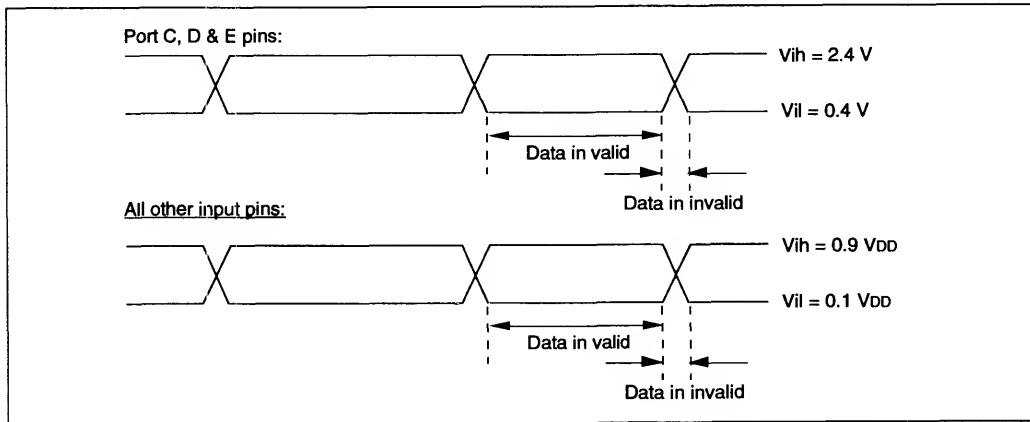 Port C, D & E pins:
Vih = 2.4 V
Vil = 0.4 V
Data in valid
Data in invalid
All other input pins:
Vih = 0.9 VDD
Vil = 0.1 VDD
Data in valid
Data in invalid